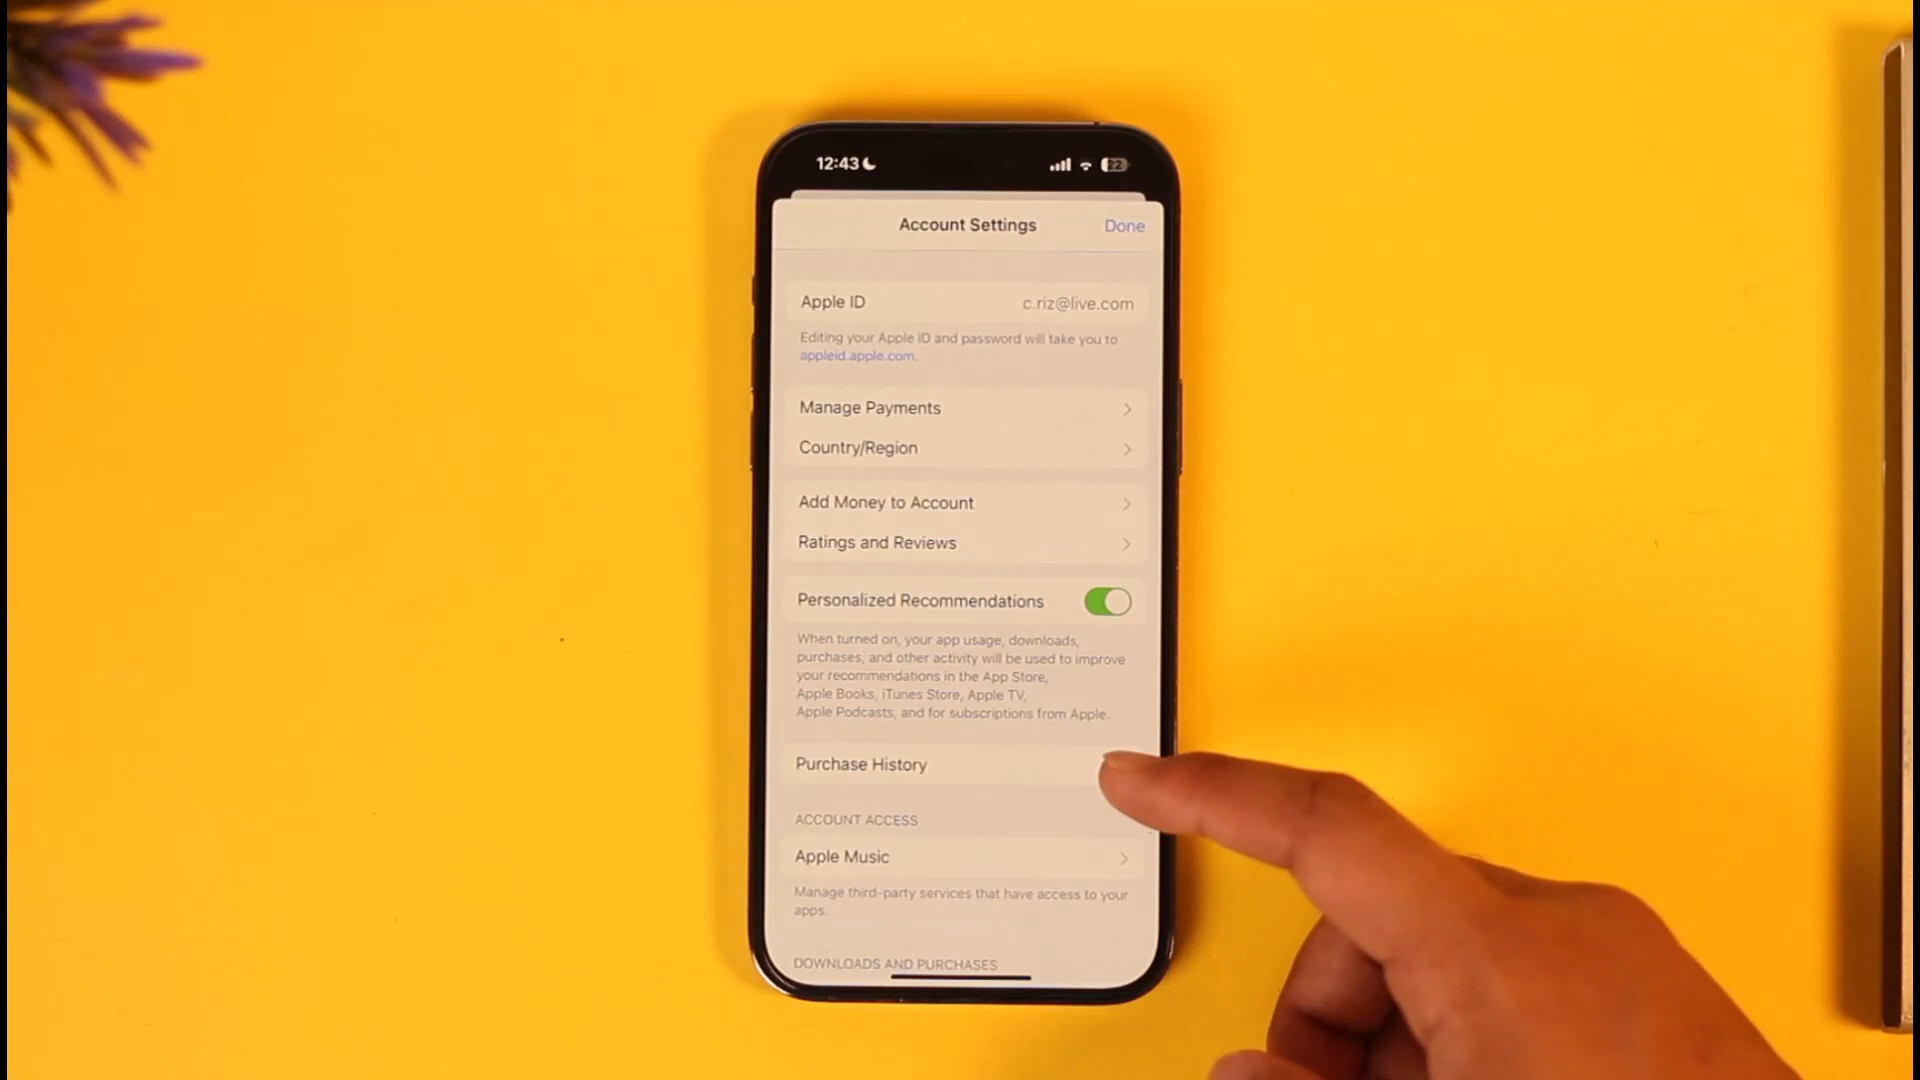 12:43
22
Account Settings
Done
Apple ID
c.riz@live.com
Editing your Apple ID and password will take you to
appleid.apple.com.
Manage Payments
Country/Region
Add Money to Account
Ratings and Reviews
Personalized Recommendations
When turned on, your app usage, downloads,
purchases, and other activity will be used to improve
your recommendations in the App Store,
Apple Books, iTunes Store, Apple TV,
Apple Podcasts, and for subscriptions from Apple.
Purchase History
ACCOUNT ACCESS
Apple Music
Manage third-party services that have access to your
apps.
DOWNLOADS AND PURCHASES